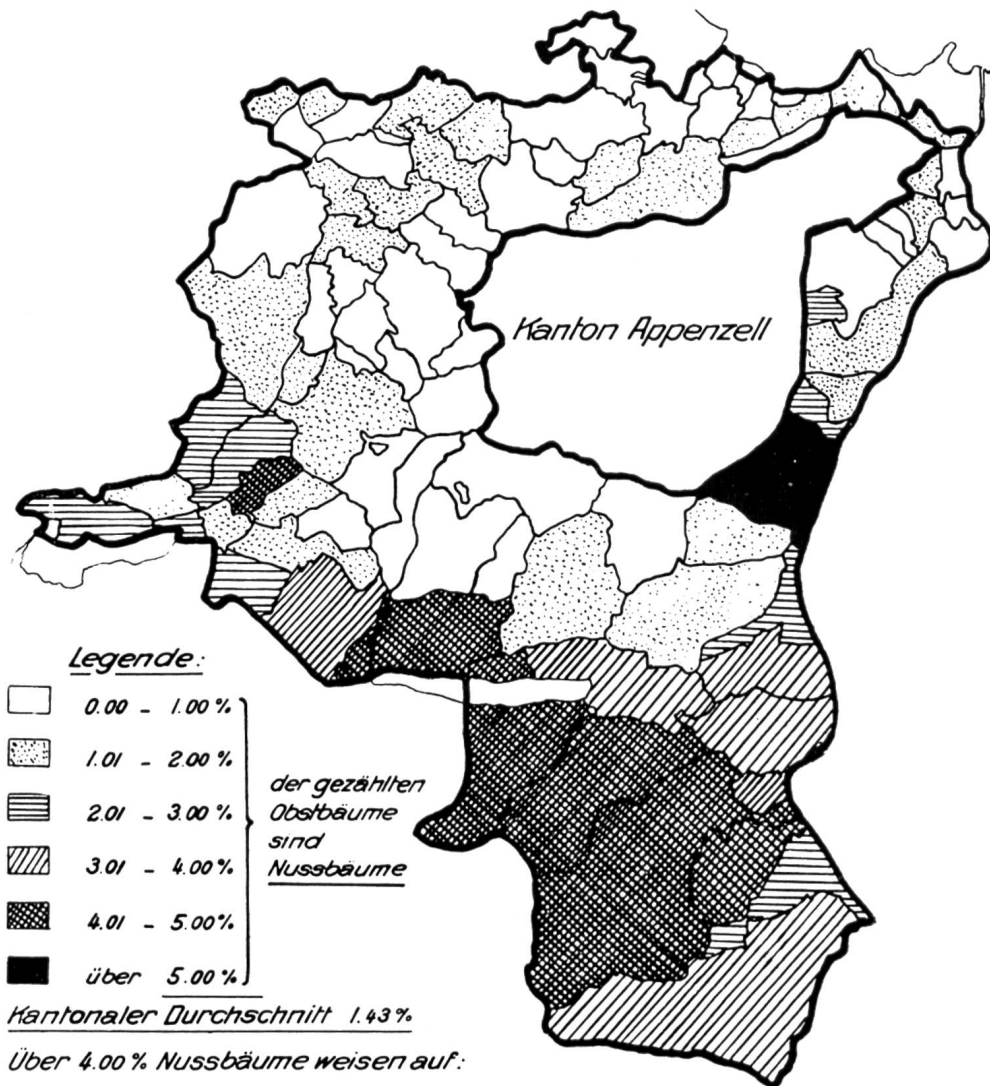 Kanton Appenzell
Legende:
0.00 - 1.00 %
1.01 - 2.00 %
2.01 - 3.00 %
3.01 - 4.00 %
4.01 - 5.00 %
über 5.00 %
der gezählten
Obstbäume
sind
Nussbäume
Kantonaler Durchschnitt 1.43 %
Über 4.00 % Nussbäume weisen auf: